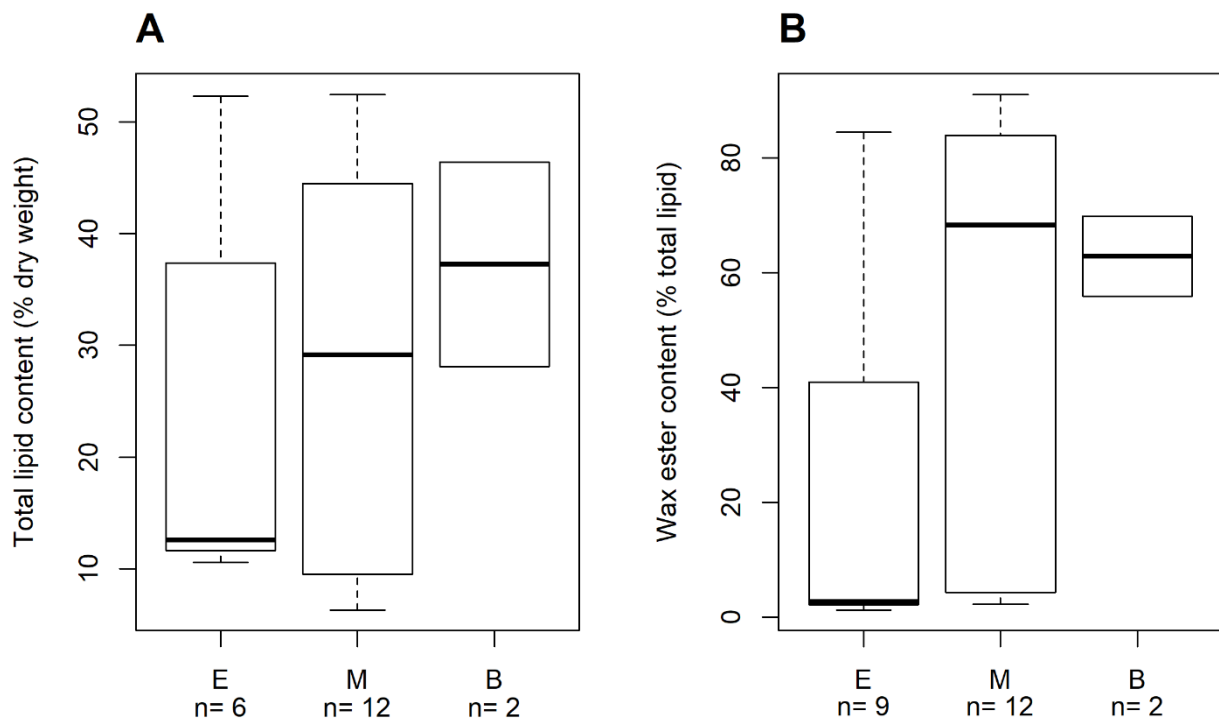 A
Total lipid content (% dry weight)
50
40
30
20
10
E
M
B
n= 6
n= 12
n= 2
B
Wax ester content (% total lipid)
80
60
40
20
0
E
M
B
n= 9
n= 12
n= 2